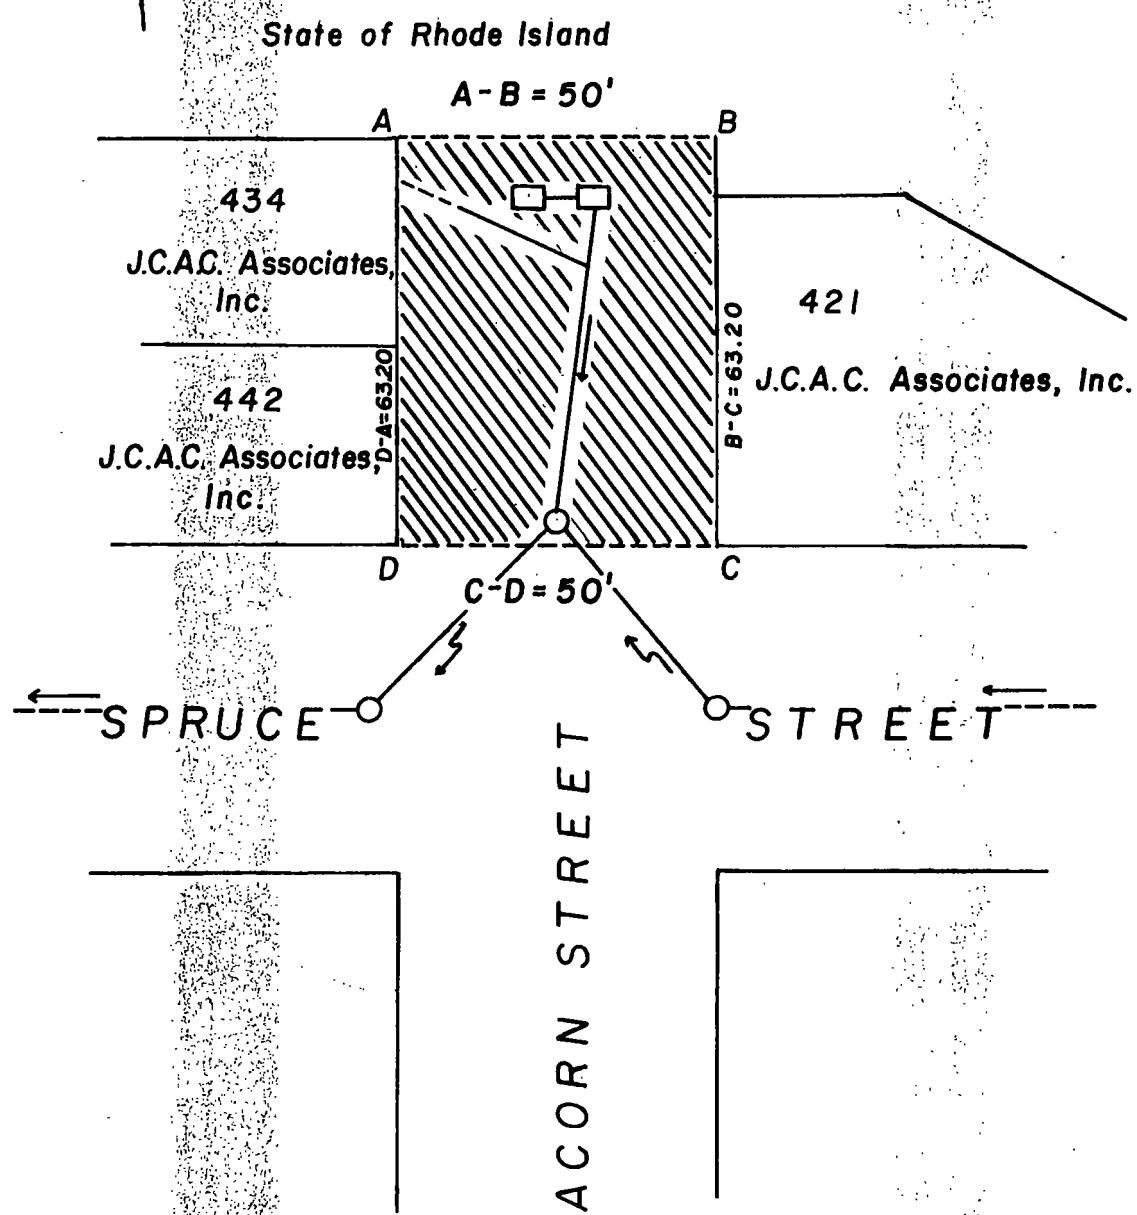 State of Rhode Island
A-B = 50'
A
B
434
J.C.A.C. Associates,
Inc.
421
J.C.A.C. Associates, Inc.
442
J.C.A.C. Associates,
Inc.
D-A=63.20
B-C=63.20
D
C
C-D = 50'
SPRUCE STREET
ACORN STREET